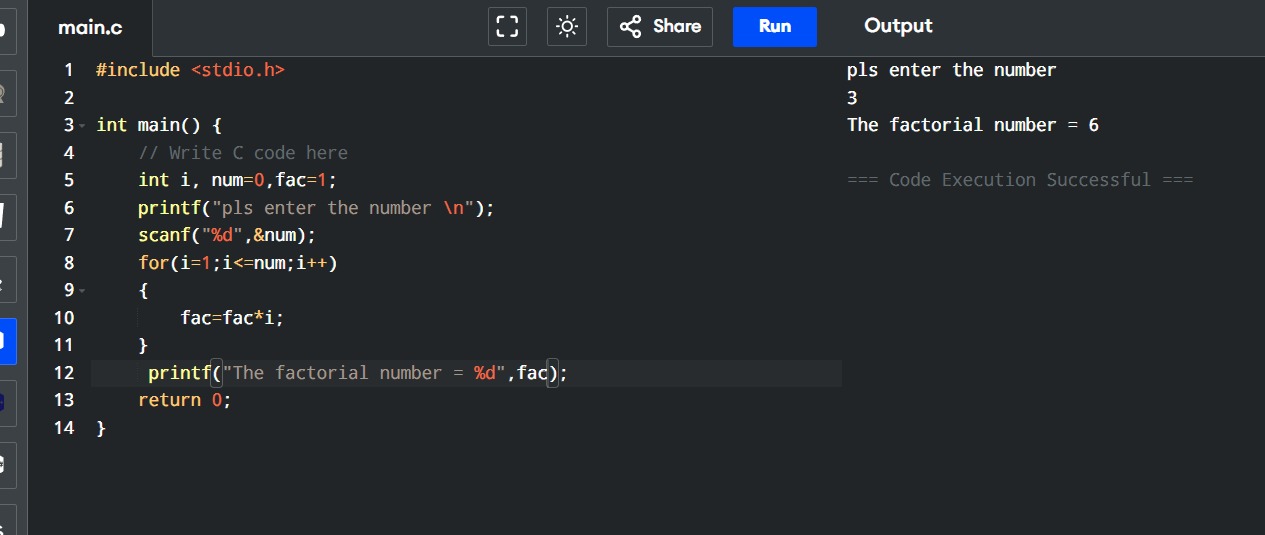 main.c Share Run Output
1 #include <stdio.h>
2
3 int main() {
4 // Write C code here
5 int i, num=0,fac=1;
6 printf("pls enter the number \n");
7 scanf("%d",&num);
8 for(i=1;i<=num;i++)
9 {
10 fac=fac*i;
11 }
12 printf("The factorial number = %d",fac);
13 return 0;
14 }
pls enter the number
3
The factorial number = 6
=== Code Execution Successful ===